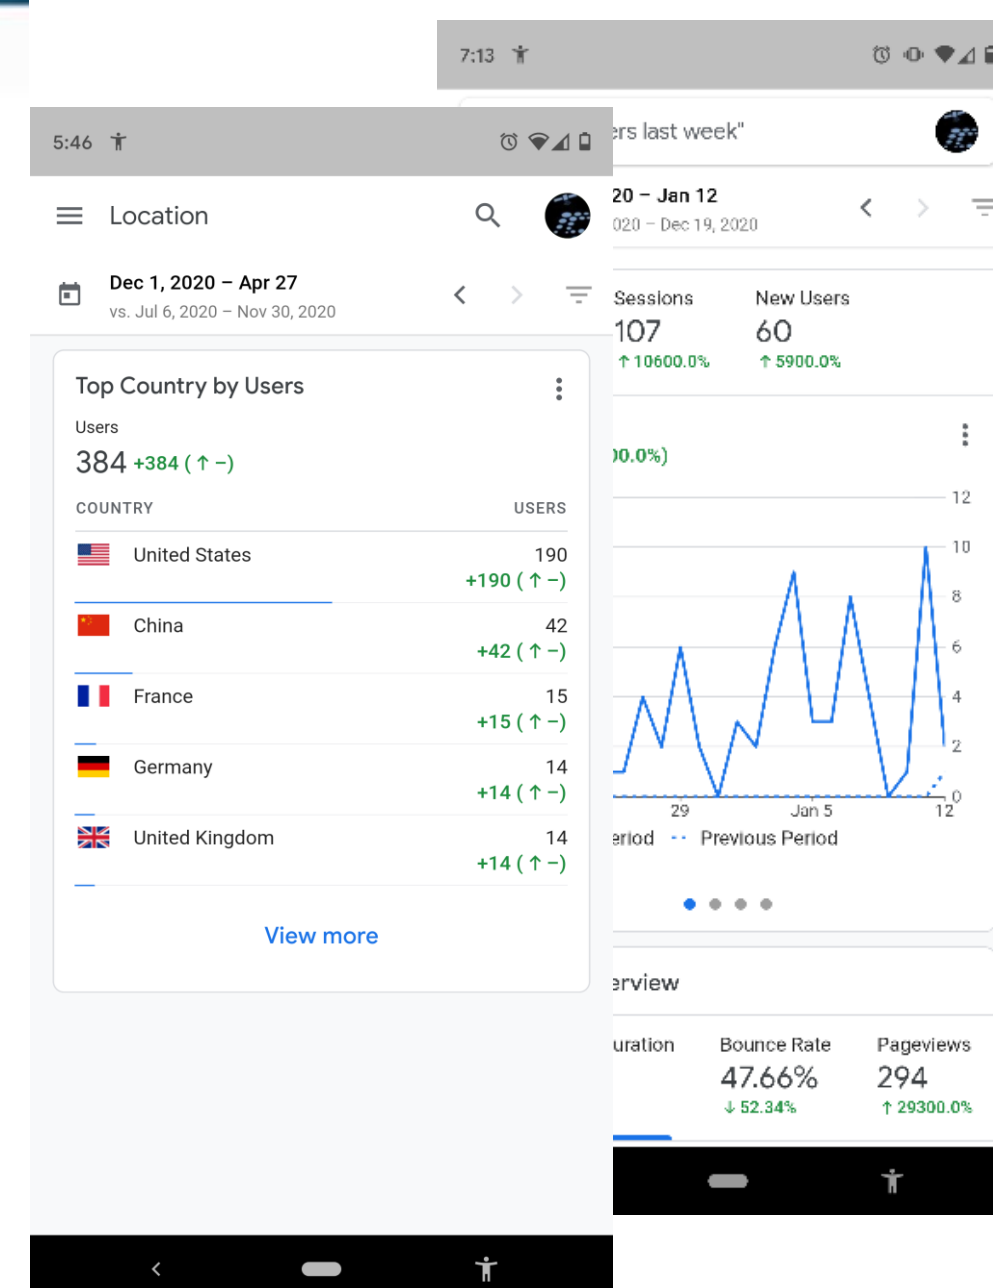 7:13
ers last week"
20 – Jan 12
020 – Dec 19, 2020
Sessions
New Users
107
60
↑ 10600.0%
↑ 5900.0%
00.0%)
12
10
8
6
4
2
0
29
Jan 5
12
eriod
Previous Period
erview
uration
Bounce Rate
Pageviews
47.66%
294
↓ 52.34%
↑ 29300.0%
5:46
Location
Dec 1, 2020 – Apr 27
vs. Jul 6, 2020 – Nov 30, 2020
Top Country by Users
Users
384 +384 ( ↑ –)
COUNTRY
USERS
United States
190
+190 ( ↑ –)
China
42
+42 ( ↑ –)
France
15
+15 ( ↑ –)
Germany
14
+14 ( ↑ –)
United Kingdom
14
+14 ( ↑ –)
View more